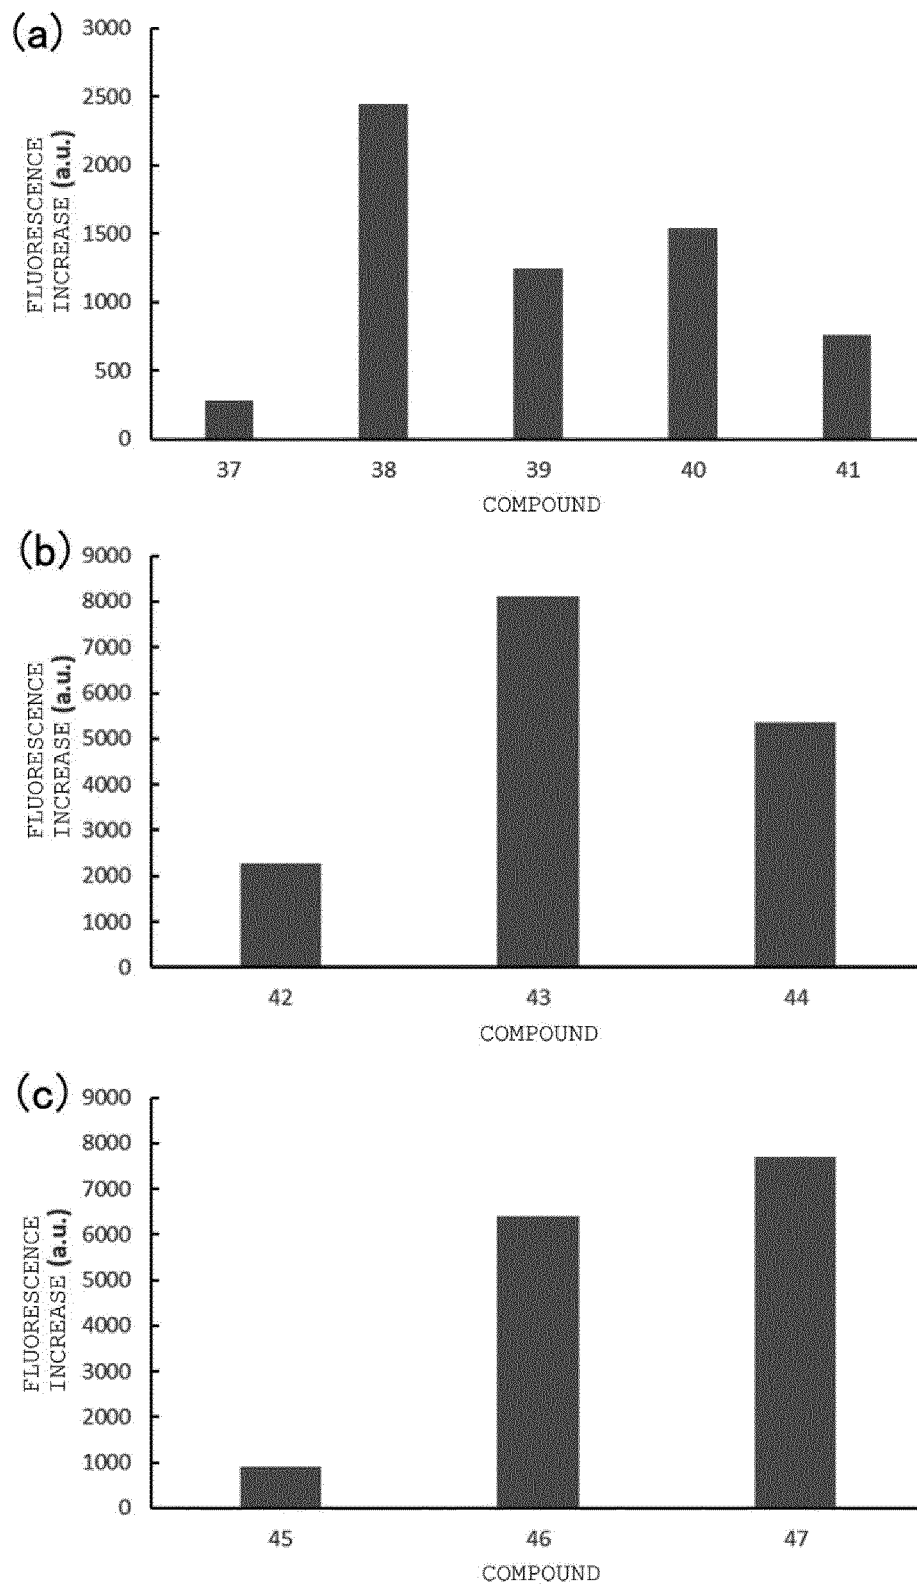 (a)
3000
2500
2000
1500
1000
500
0
FLUORESCENCE
INCREASE (a.u.)
37 38 39 40 41
COMPOUND
(b)
9000
8000
7000
6000
5000
4000
3000
2000
1000
0
FLUORESCENCE
INCREASE (a.u.)
42 43 44
COMPOUND
(c)
9000
8000
7000
6000
5000
4000
3000
2000
1000
0
FLUORESCENCE
INCREASE (a.u.)
45 46 47
COMPOUND